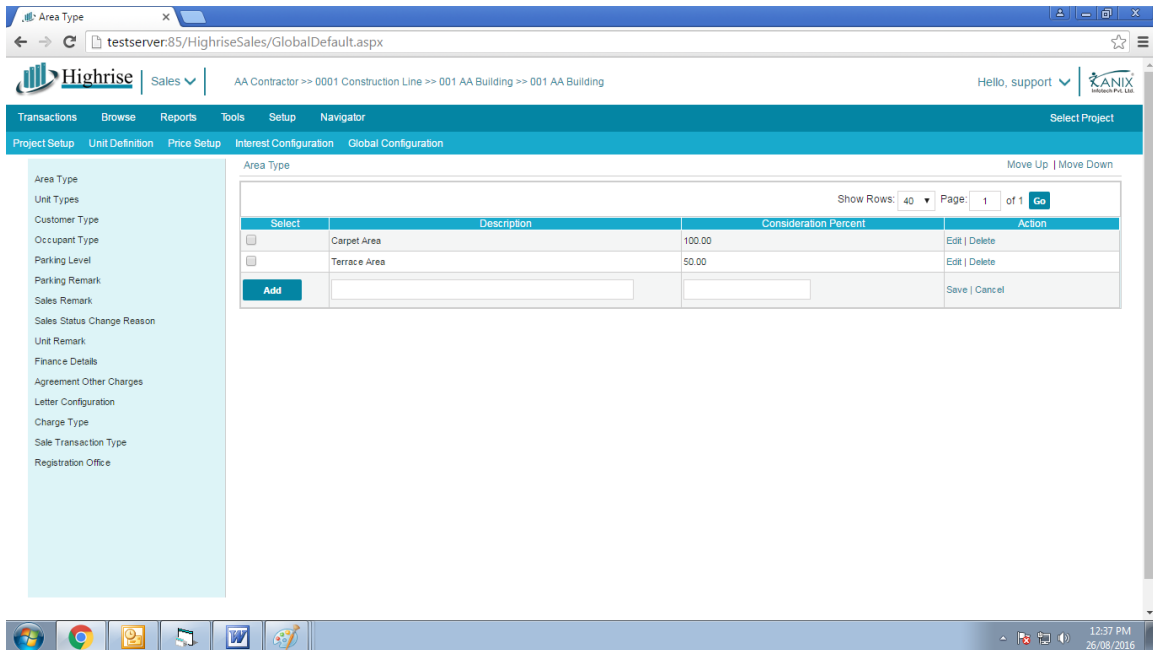 Area Type
testserver:85/HighriseSales/GlobalDefault.aspx
Highrise | Sales
AA Contractor >> 0001 Construction Line >> 001 AA Building >> 001 AA Building
Hello, support
KANIX
Infotech Pvt. Ltd.
Transactions Browse Reports Tools Setup Navigator Select Project
Project Setup Unit Definition Price Setup Interest Configuration Global Configuration
Area Type
Unit Types
Customer Type
Occupant Type
Parking Level
Parking Remark
Sales Remark
Sales Status Change Reason
Unit Remark
Finance Details
Agreement Other Charges
Letter Configuration
Charge Type
Sale Transaction Type
Registration Office
Area Type Move Up | Move Down
Show Rows: 40 Page: 1 of 1 Go
Select Description Consideration Percent Action
Carpet Area 100.00 Edit | Delete
Terrace Area 50.00 Edit | Delete
Add Save | Cancel
12:37 PM
26/08/2016